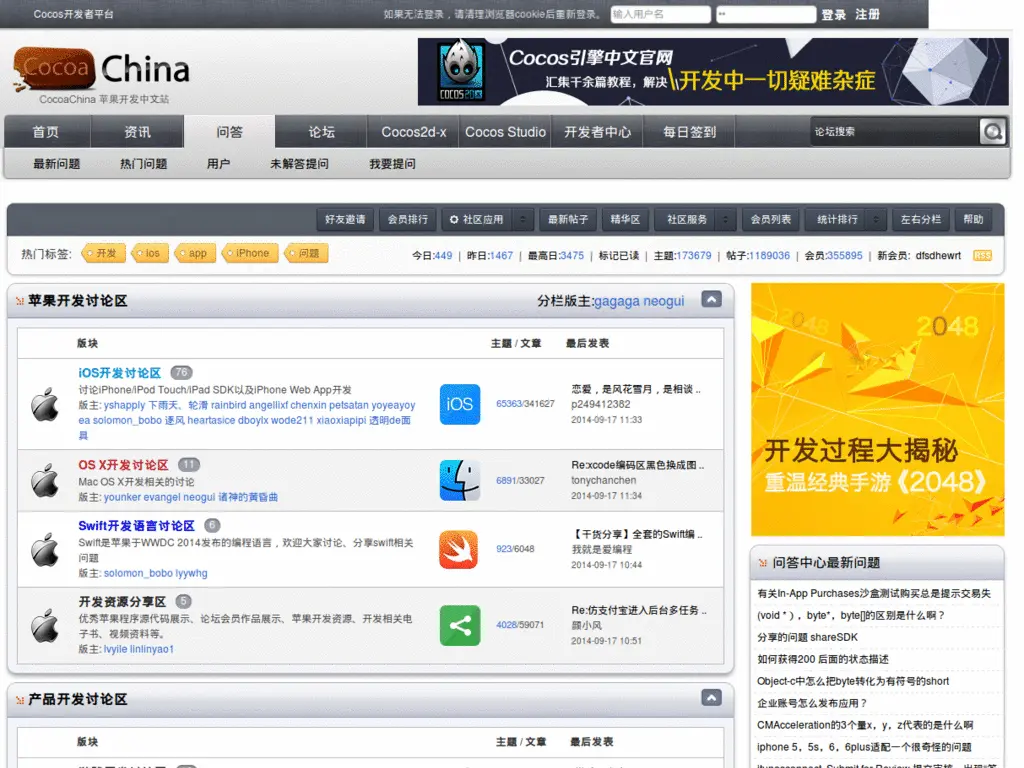 Cocos开发者平台
如果无法登录，请清理浏览器cookie后重新登录。 输入用户名 登录 注册
Cocoa China
CocoaChina 苹果开发中文站
COCOS2DX
Cocos引擎中文官网
汇集千余篇教程，解决\开发中一切疑难杂症
首页 资讯 问答 论坛 Cocos2d-x Cocos Studio 开发者中心 每日签到 论坛搜索
最新问题 热门问题 用户 未解答提问 我要提问
好友邀请 会员排行 社区应用 最新帖子 精华区 社区服务 会员列表 统计排行 左右分栏 帮助
热门标签: 开发 ios app iPhone 问题
今日:449 | 昨日:1467 | 最高日:3475 | 标记已读 | 主题:173679 | 帖子:1189036 | 会员:355895 | 新会员: dfsdhewrt RSS
苹果开发讨论区 分栏版主:gagaga neogui
版块 主题 / 文章 最后发表
iOS开发讨论区 76
讨论iPhone/iPod Touch/iPad SDK以及iPhone Web App开发
版主: yshapply 下雨天、轮滑 rainbird angellixf chenxin petsatan yoyeayoy
ea solomon_bobo 逐风 heartasice dboylx wode211 xiaoxiapipi 透明de面
具
iOS
65363/341627
恋爱，是风花雪月，是相谈 ..
p249412382
2014-09-17 11:33
OS X开发讨论区 11
Mac OS X开发相关的讨论
版主: younker evangel neogui 诸神的黄昏曲
6891/33027
Re:xcode编码区黑色换成图 ..
tonychanchen
2014-09-17 11:34
Swift开发语言讨论区 6
Swift是苹果于WWDC 2014发布的编程语言，欢迎大家讨论、分享swift相关
问题
版主: solomon_bobo lyywhg
923/6048
【干货分享】全套的Swift编 ..
我就是爱编程
2014-09-17 10:44
开发资源分享区 5
优秀苹果程序源代码展示、论坛会员作品展示、苹果开发资源、开发相关电
子书、视频资料等。
版主: lvyile linlinyao1
4028/59071
Re:仿支付宝进入后台多任务 ..
颜小风
2014-09-17 10:51
产品开发讨论区
版块 主题 / 文章 最后发表
2048
2048
开发过程大揭秘
重温经典手游《2048》
问答中心最新问题
有关In-App Purchases沙盒测试购买总是提示交易失
(void * )，byte*，byte[]的区别是什么啊？
分享的问题 shareSDK
如何获得200 后面的状态描述
Object-c中怎么把byte转化为有符号的short
企业账号怎么发布应用？
CMAcceleration的3个量x，y，z代表的是什么啊
iphone 5，5s，6，6plus适配一个很奇怪的问题